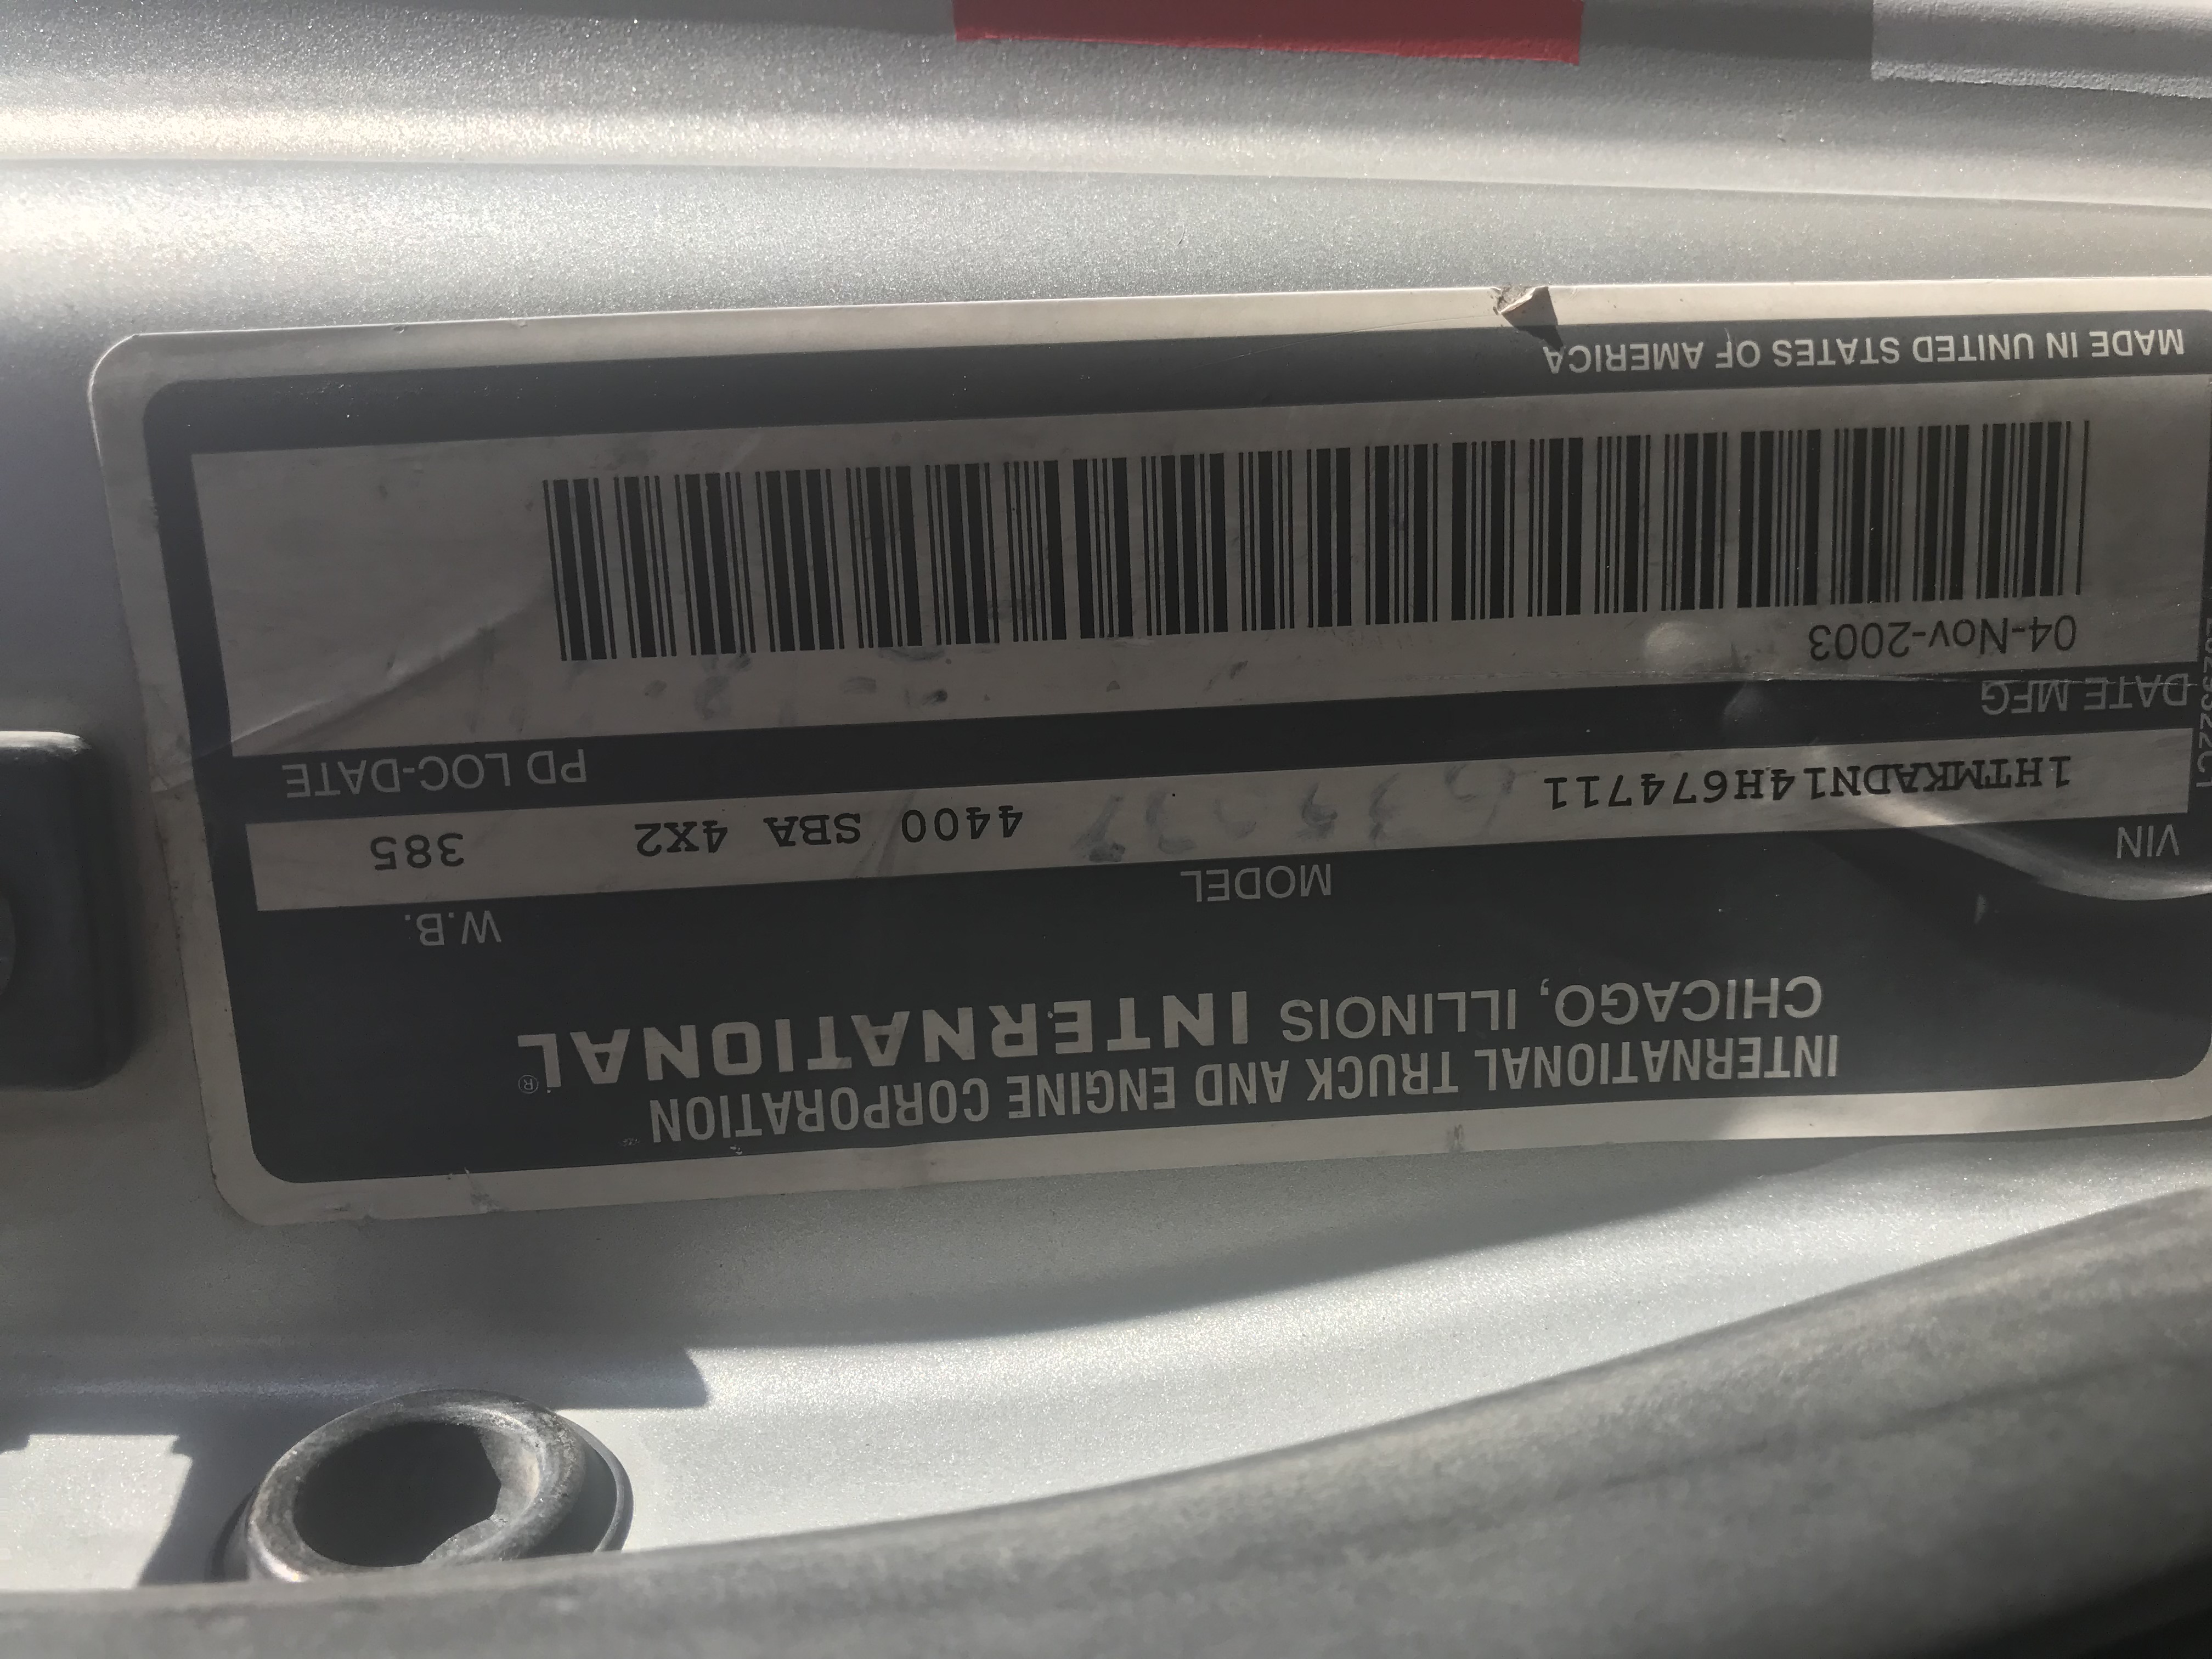 INTERNATIONAL TRUCK AND ENGINE CORPORATION
CHICAGO, ILLINOIS INTERNATIONAL®
VIN MODEL W.B.
1HTMKADN14H674711 4400 SBA 4X2 385
DATE MFG PD LOC-DATE
04-Nov-2003
MADE IN UNITED STATES OF AMERICA